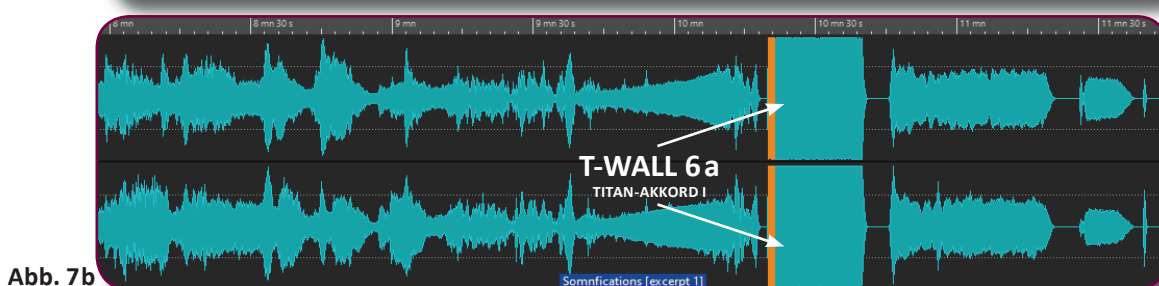 8 mn 8 mn 30 s 9 mn 9 mn 30 s 10 mn 10 mn 30 s 11 mn 11 mn 30 s
T-WALL 6a
TITAN-AKKORD I
Abb. 7b
Somnfications [excerpt 1]